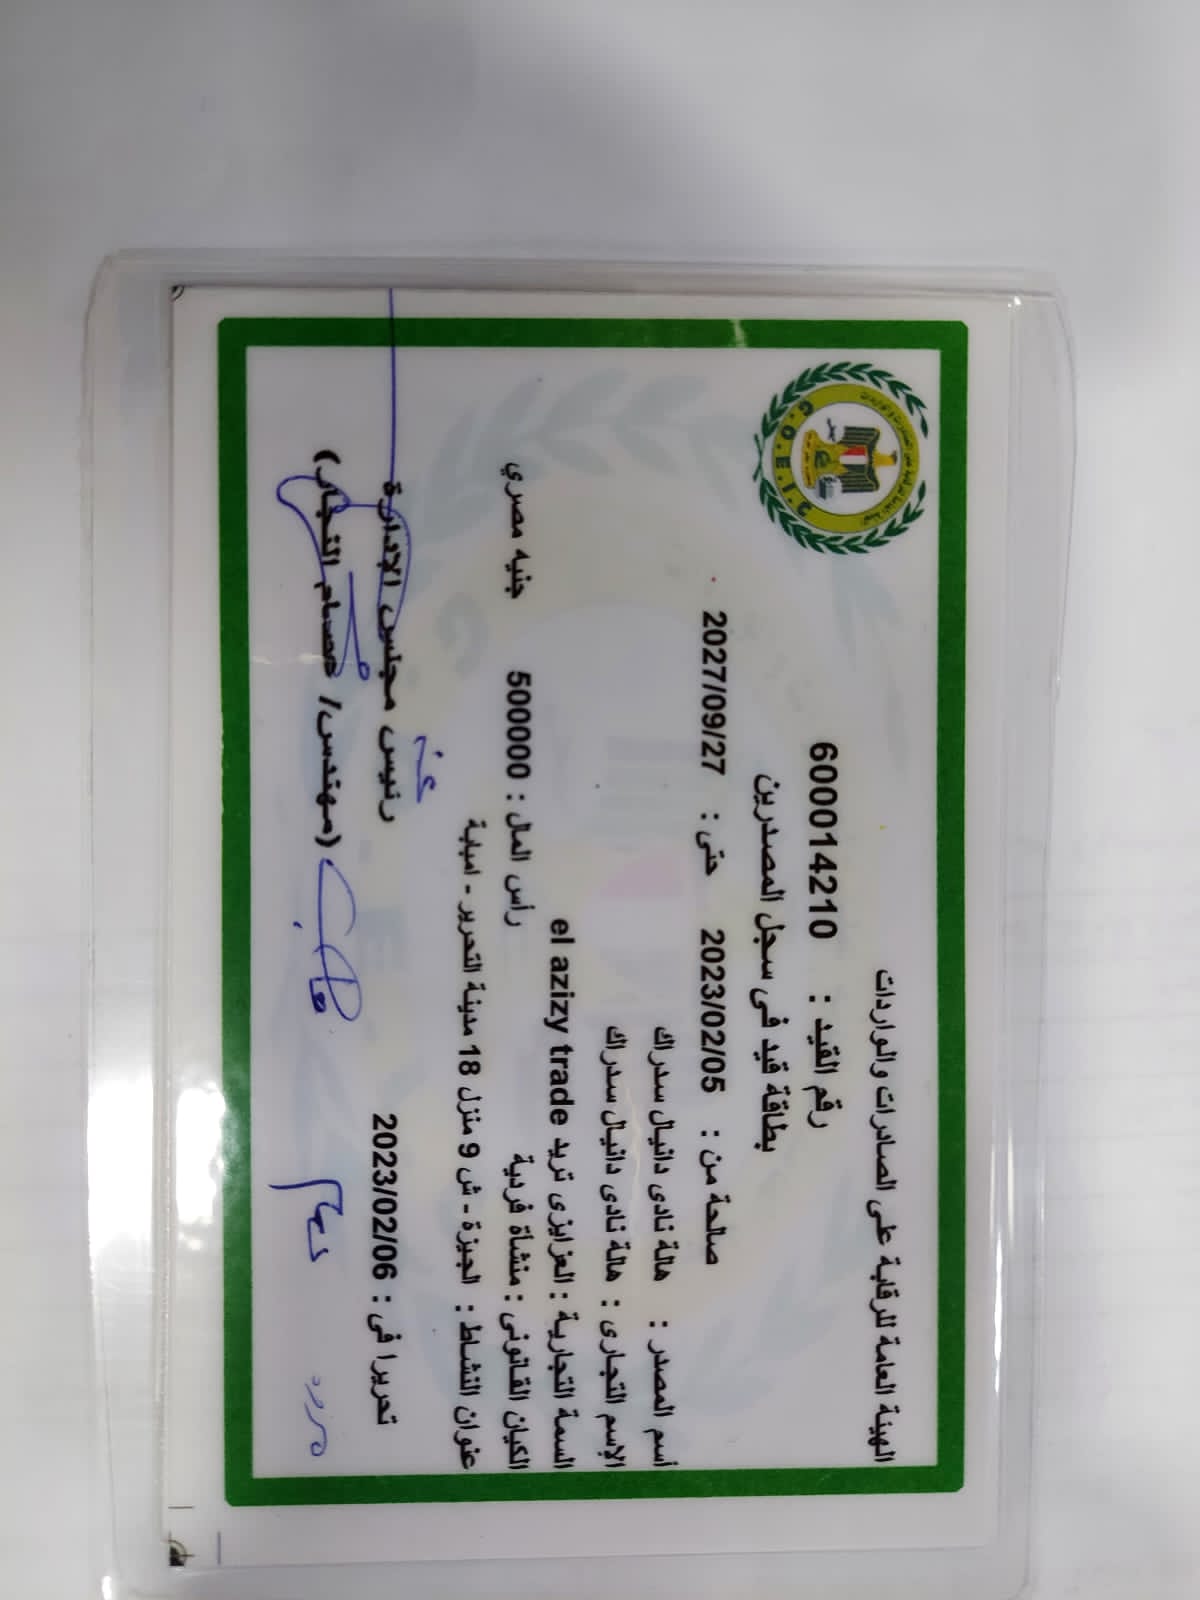 الهيئة العامة للرقابة على الصادرات والواردات
G.O.E.I.C
رقم القيد : 600014210
بطاقة قيد فى سجل المصدرين
صالحة من : 2023/02/05 حتى : 2027/09/27
أسم المصدر : هالة نادى دانيال سدراك
الإسم التجارى : هالة نادى دانيال سدراك
السمة التجارية : العزايزى تريد el azizy trade
الكيان القانونى : منشأة فردية رأس المال : 500000 جنيه مصري
عنوان النشاط : الجيزة - ش 9 منزل 18 مدينة التحرير - امبابة
تحريرا فى : 2023/02/06 رئيس مجلس الإدارة
(مهندس/ عصام النجار)